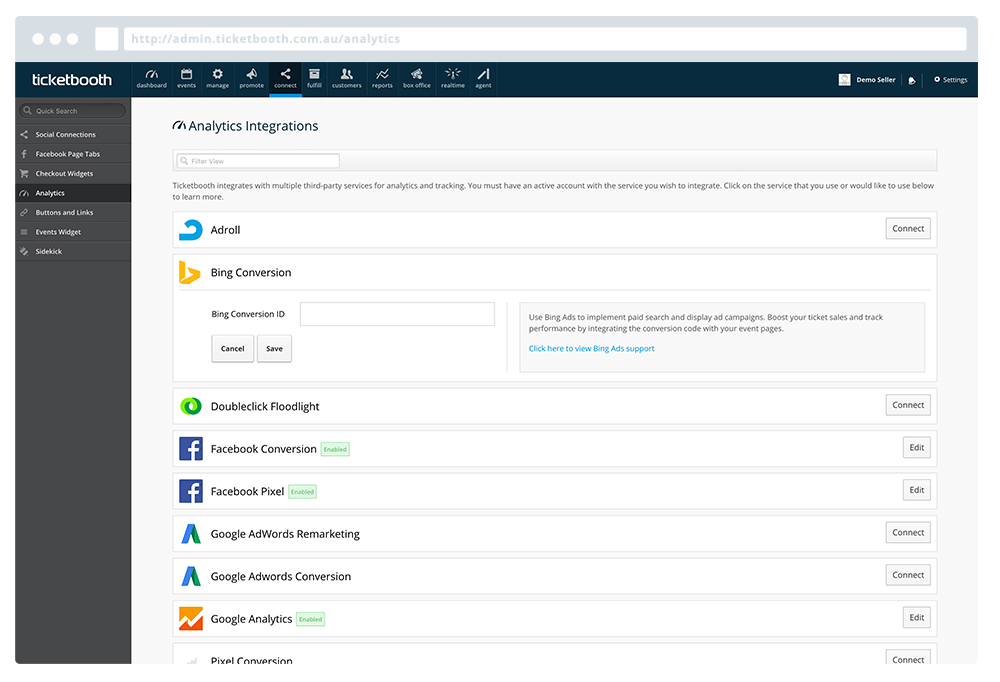 http://admin.ticketbooth.com.au/analytics
ticketbooth
dashboard
events
manage
promote
connect
fulfill
customers
reports
box office
realtime
agent
Demo Seller
Settings
Quick Search
Social Connections
Facebook Page Tabs
Checkout Widgets
Analytics
Buttons and Links
Events Widget
Sidekick
Analytics Integrations
Filter View
Ticketbooth integrates with multiple third-party services for analytics and tracking. You must have an active account with the service you wish to integrate. Click on the service that you use or would like to use below
to learn more.
Adroll
Connect
Bing Conversion
Bing Conversion ID
Cancel
Save
Use Bing Ads to implement paid search and display ad campaigns. Boost your ticket sales and track
performance by integrating the conversion code with your event pages.
Click here to view Bing Ads support
Doubleclick Floodlight
Connect
Facebook Conversion Enabled
Edit
Facebook Pixel Enabled
Edit
Google AdWords Remarketing
Connect
Google Adwords Conversion
Connect
Google Analytics Enabled
Edit
Pixel Conversion
Connect